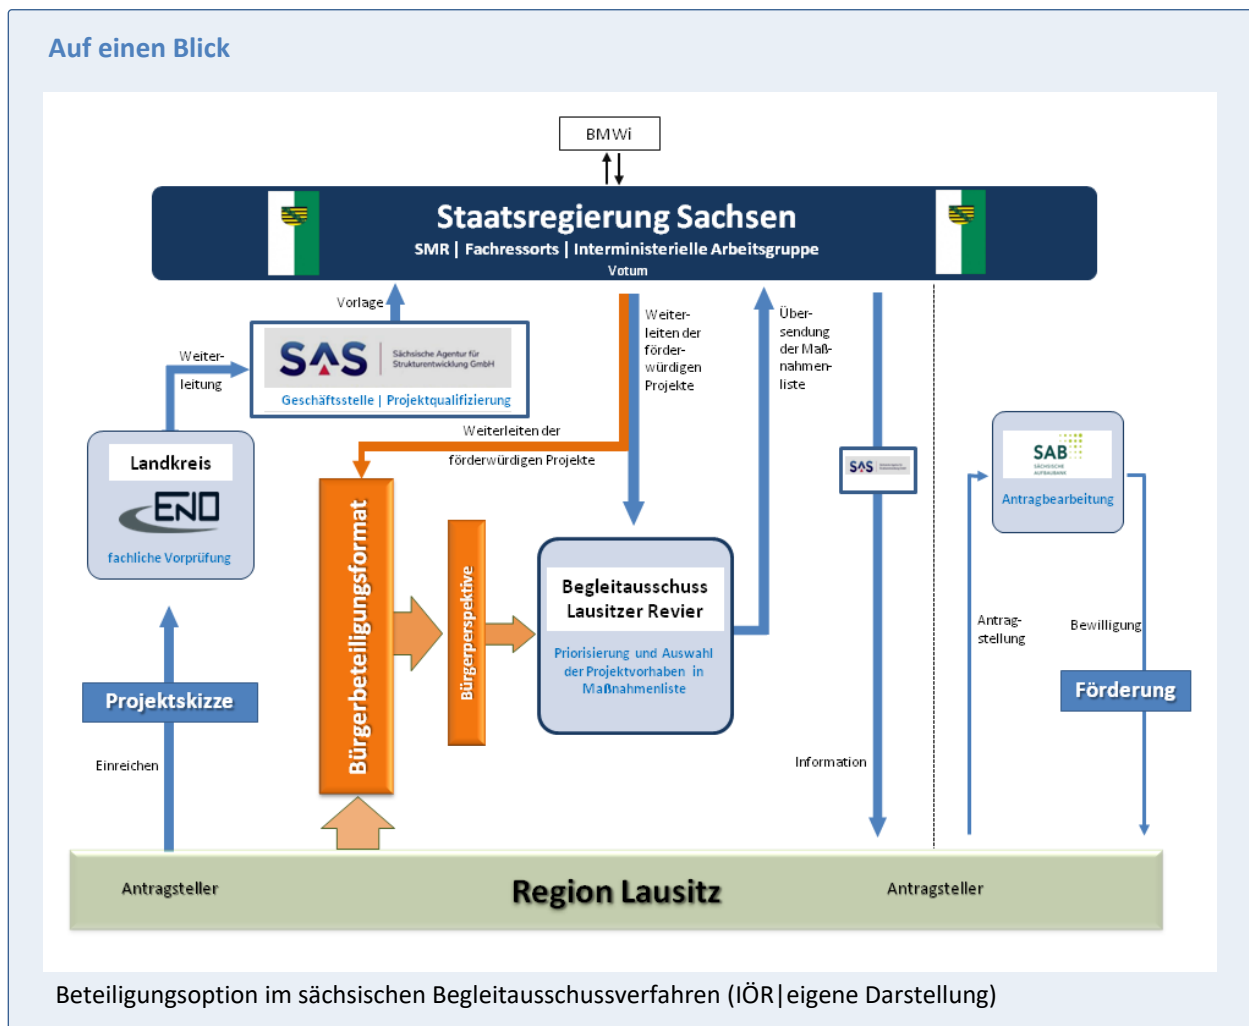 Auf einen Blick
BMWi
Staatsregierung Sachsen
SMR | Fachressorts | Interministerielle Arbeitsgruppe
Votum
Vorlage
Weiter-
leitung
SAS
Sächsische Agentur für
Strukturentwicklung GmbH
Geschäftsstelle | Projektqualifizierung
Weiter-
leiten der
förder-
würdigen
Projekte
Über-
sendung
der Maß-
nahmen-
liste
Weiterleiten der
förderwürdigen Projekte
Landkreis
ENO
fachliche Vorprüfung
SAS
SAB
SÄCHSISCHE
AUFBAUBANK
Antragbearbeitung
Bürgerbeteiligungsformat
Bürgerperspektive
Begleitausschuss
Lausitzer Revier
Priorisierung und Auswahl
der Projektvorhaben in
Maßnahmenliste
Antrag-
stellung
Bewilligung
Projektskizze
Förderung
Einreichen
Information
Antragsteller
Region Lausitz
Antragsteller
Beteiligungsoption im sächsischen Begleitausschussverfahren (IÖR|eigene Darstellung)